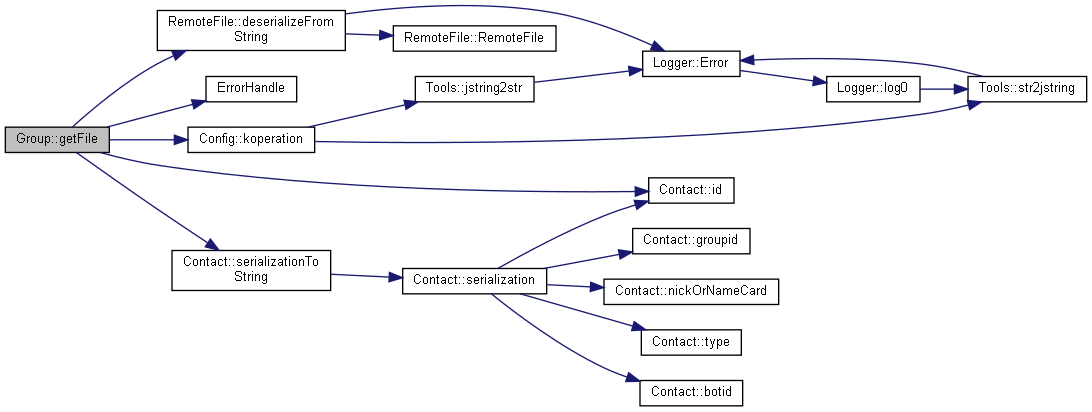 RemoteFile::deserializeFrom
String
RemoteFile::RemoteFile
Logger::Error
ErrorHandle
Tools::jstring2str
Logger::log0
Tools::str2jstring
Group::getFile
Config::koperation
Contact::id
Contact::groupid
Contact::serializationTo
String
Contact::serialization
Contact::nickOrNameCard
Contact::type
Contact::botid